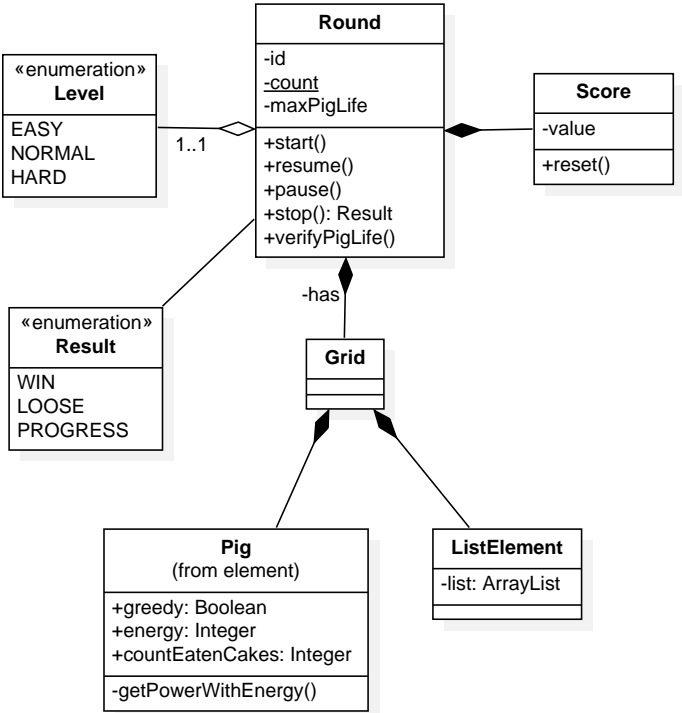 Round
-id
-count
-maxPigLife
+start()
+resume()
+pause()
+stop(): Result
+verifyPigLife()
«enumeration»
Level
EASY
NORMAL
HARD
1..1
Score
-value
+reset()
«enumeration»
Result
WIN
LOOSE
PROGRESS
-has
Grid
Pig
(from element)
+greedy: Boolean
+energy: Integer
+countEatenCakes: Integer
-getPowerWithEnergy()
ListElement
-list: ArrayList